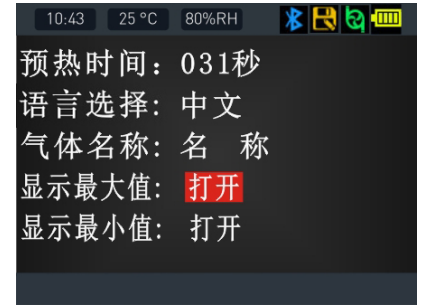 10:43 25 °C 80%RH
预热时间：031秒
语言选择: 中文
气体名称: 名 称
显示最大值: 打开
显示最小值: 打开